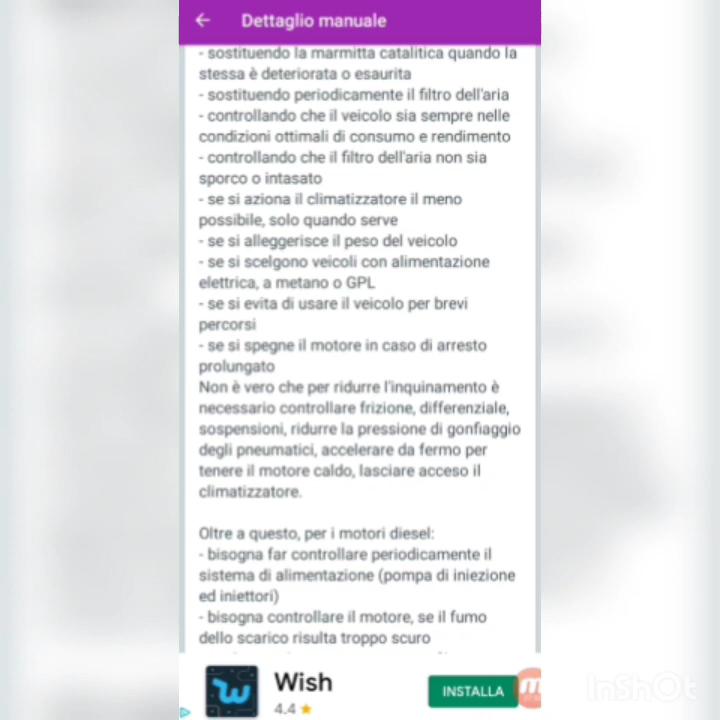 Dettaglio manuale
- sostituendo la marmitta catalitica quando la
stessa è deteriorata o esaurita
- sostituendo periodicamente il filtro dell'aria
- controllando che il veicolo sia sempre nelle
condizioni ottimali di consumo e rendimento
- controllando che il filtro dell'aria non sia
sporco o intasato
- se si aziona il climatizzatore il meno
possibile, solo quando serve
- se si alleggerisce il peso del veicolo
- se si scelgono veicoli con alimentazione
elettrica, a metano o GPL
- se si evita di usare il veicolo per brevi
percorsi
- se si spegne il motore in caso di arresto
prolungato
Non è vero che per ridurre l'inquinamento è
necessario controllare frizione, differenziale,
sospensioni, ridurre la pressione di gonfiaggio
degli pneumatici, accelerare da fermo per
tenere il motore caldo, lasciare acceso il
climatizzatore.
Oltre a questo, per i motori diesel:
- bisogna far controllare periodicamente il
sistema di alimentazione (pompa di iniezione
ed iniettori)
- bisogna controllare il motore, se il fumo
dello scarico risulta troppo scuro
Wish
4.4
INSTALLA
InShOt